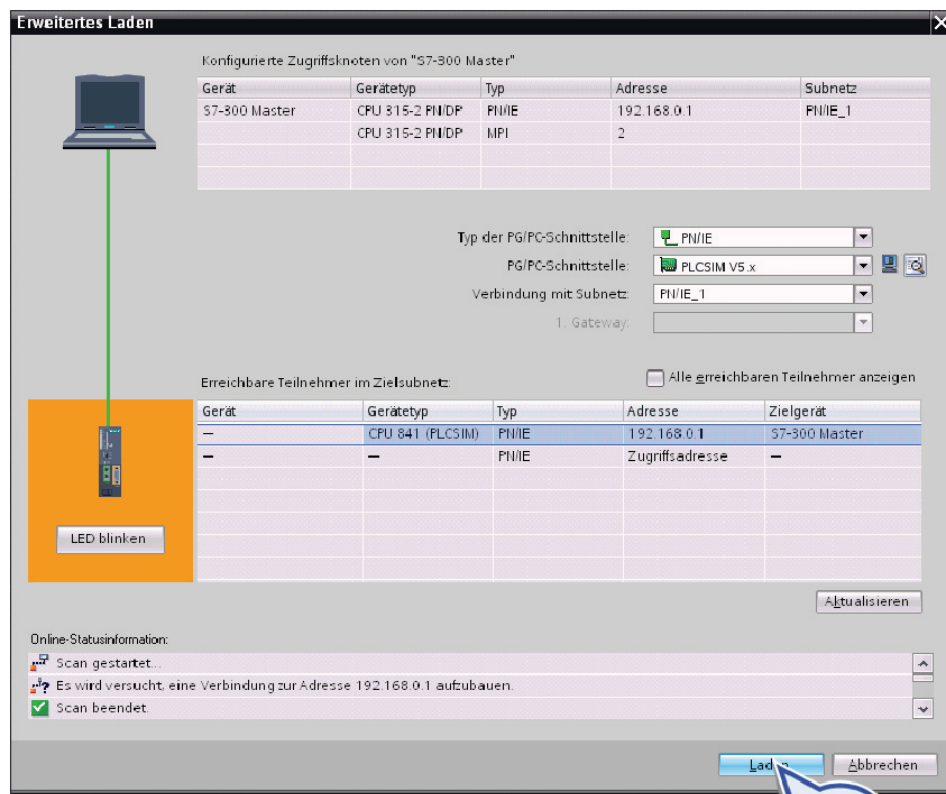 Erweitertes Laden
Konfigurierte Zugriffsknoten von "S7-300 Master"
Gerät Gerätetyp Typ Adresse Subnetz
S7-300 Master CPU 315-2 PN/DP PN/IE 192.168.0.1 PN/IE_1
CPU 315-2 PN/DP MPI 2
Typ der PG/PC-Schnittstelle: PN/IE
PG/PC-Schnittstelle: PLCSIM V5.x
Verbindung mit Subnetz: PN/IE_1
1. Gateway:
Erreichbare Teilnehmer im Zielsubnetz: Alle erreichbaren Teilnehmer anzeigen
Gerät Gerätetyp Typ Adresse Zielgerät
— CPU 841 (PLCSIM) PN/IE 192.168.0.1 S7-300 Master
— — PN/IE Zugriffsadresse —
LED blinken
Aktualisieren
Online-Statusinformation:
Scan gestartet...
Es wird versucht, eine Verbindung zur Adresse 192.168.0.1 aufzubauen.
Scan beendet.
Laden Abbrechen